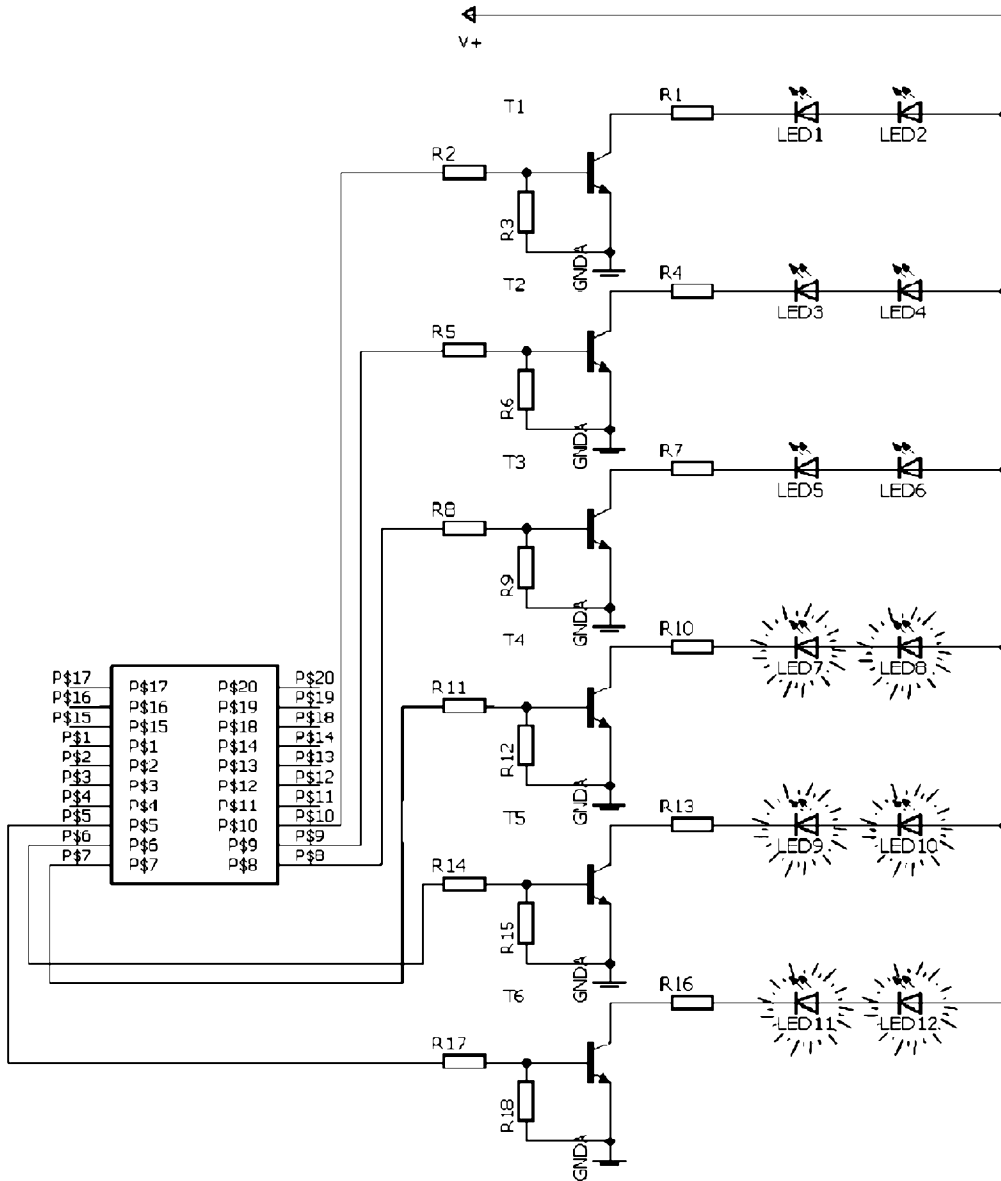 V+
T1
R1
LED1
LED2
R2
R3
GNDA
T2
R4
LED3
LED4
R5
R6
GNDA
T3
R7
LED5
LED6
R8
R9
GNDA
T4
R10
LED7
LED8
R11
R12
GNDA
T5
R13
LED9
LED10
R14
R15
GNDA
T6
R16
LED11
LED12
R17
R18
GNDA
P$17 P$17 P$20 P$20
P$16 P$16 P$19 P$19
P$15 P$15 P$18 P$18
P$1 P$1 P$14 P$14
P$2 P$2 P$13 P$13
P$3 P$3 P$12 P$12
P$4 P$4 P$11 P$11
P$5 P$5 P$10 P$10
P$6 P$6 P$9 P$9
P$7 P$7 P$8 P$8